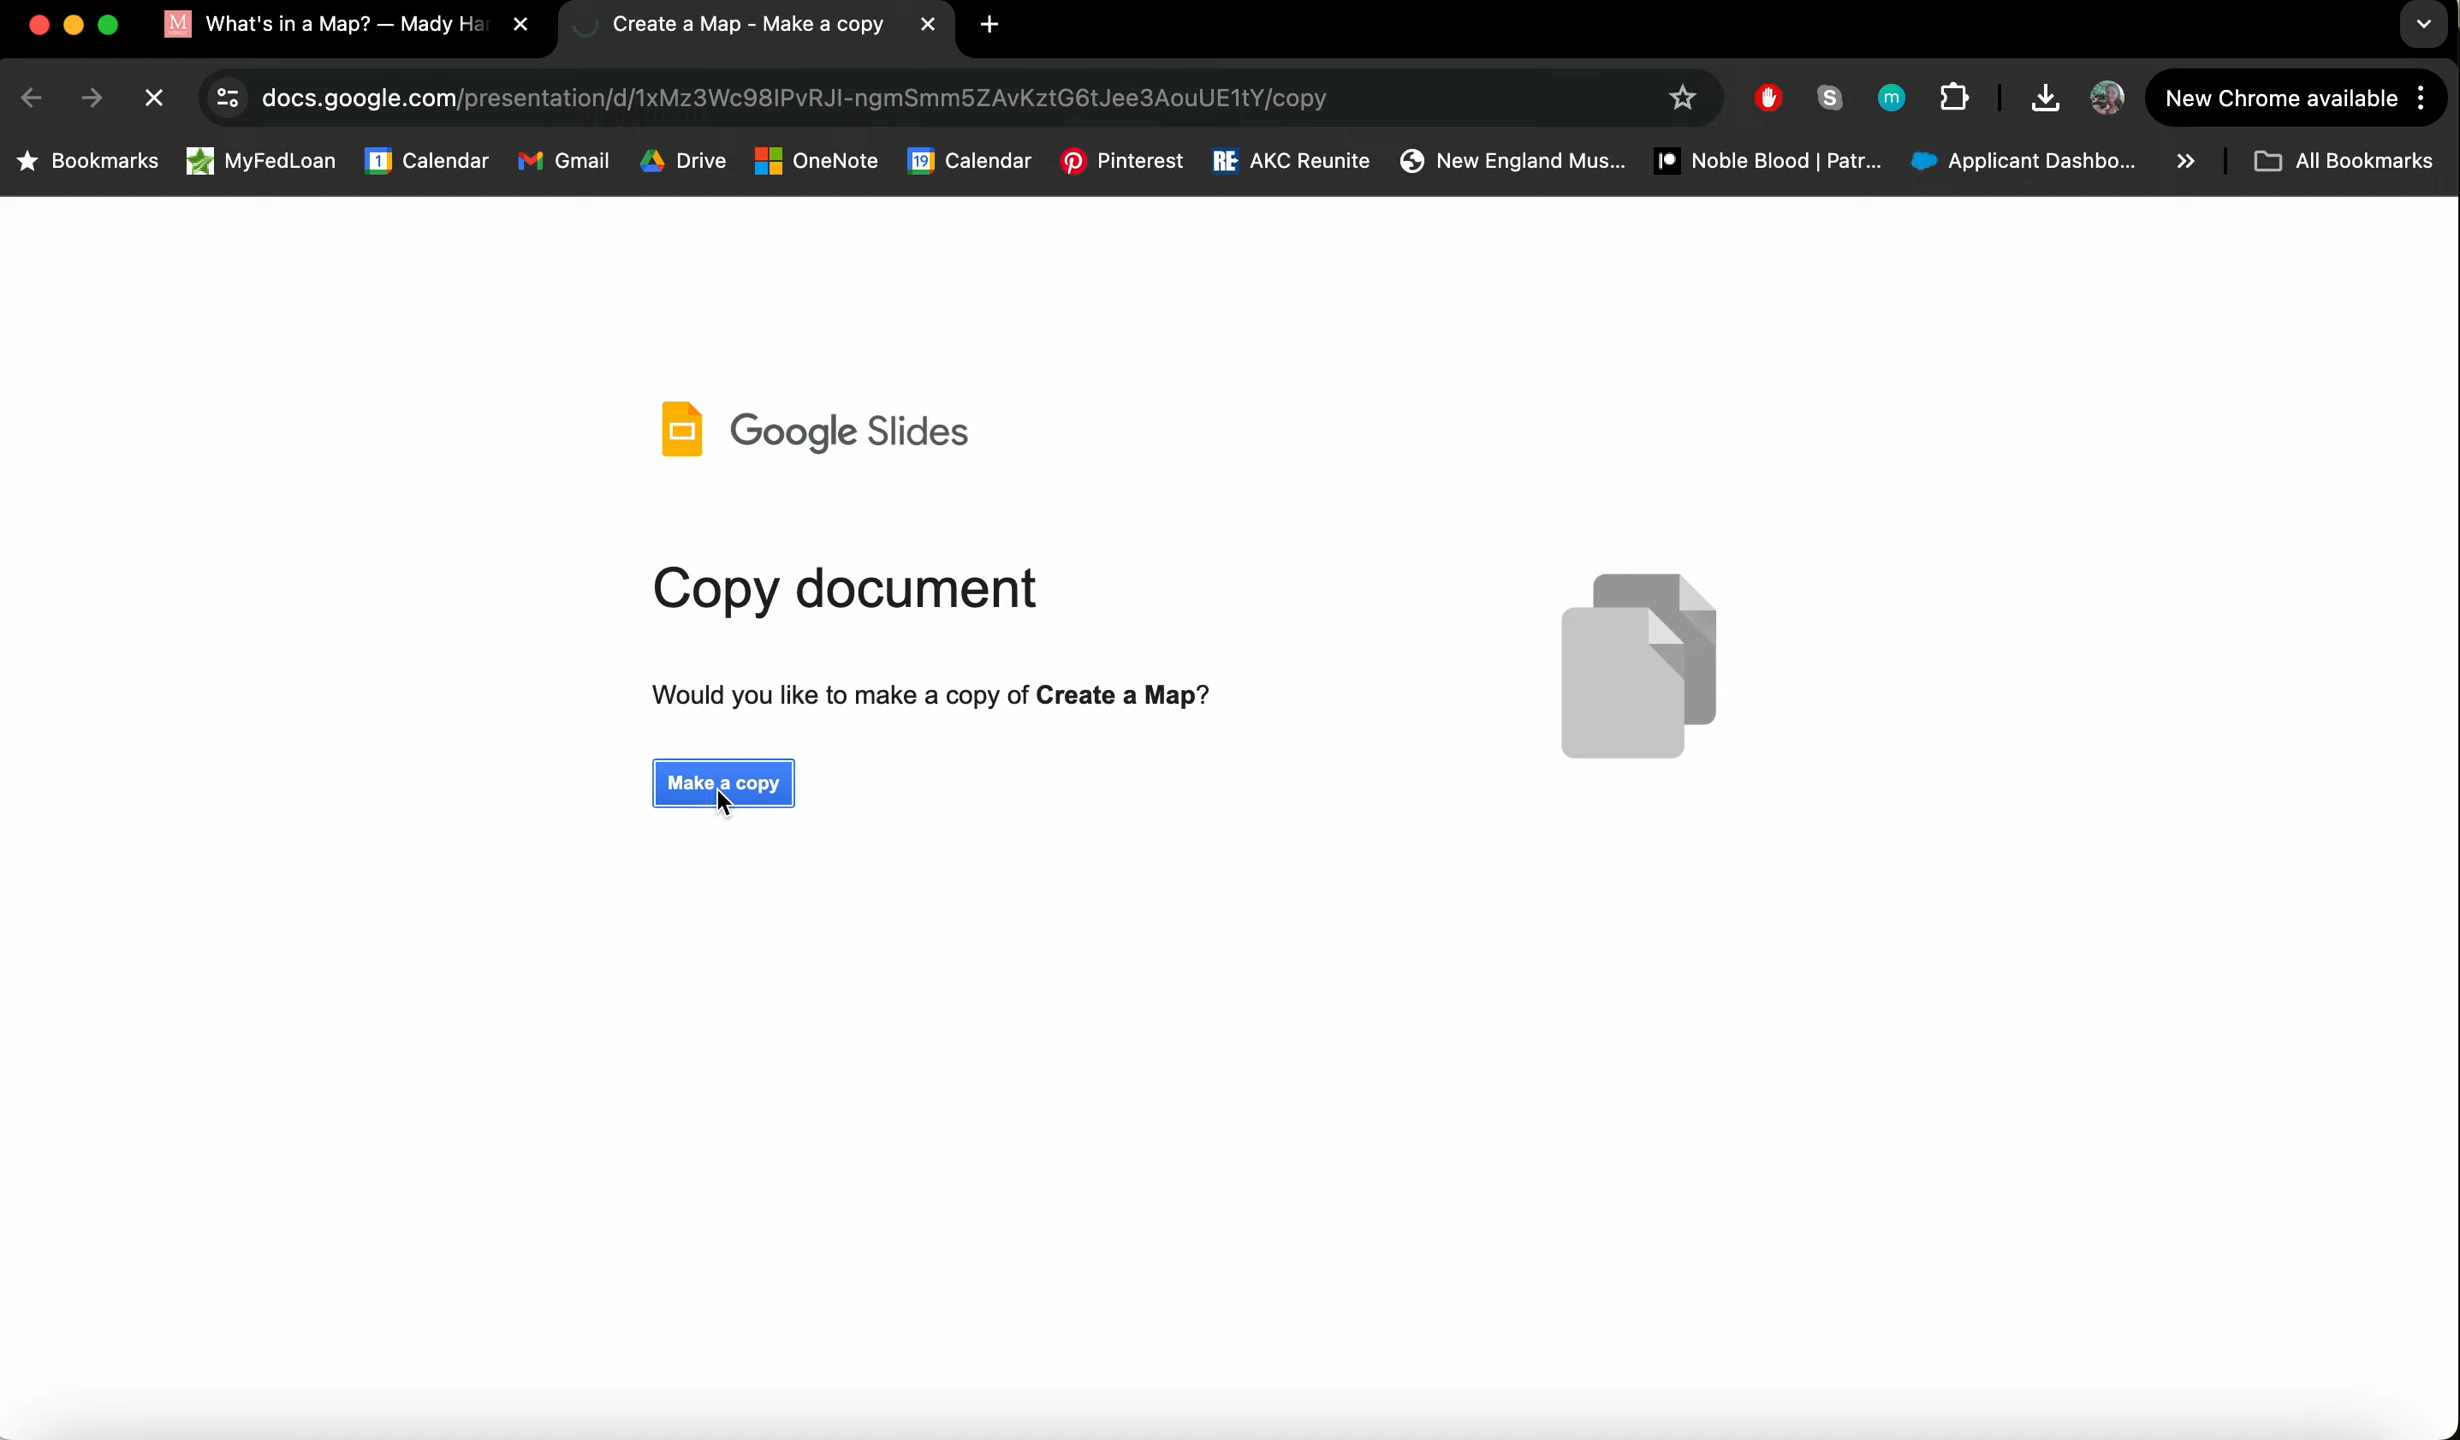 What's in a Map? — Mady Har
Create a Map - Make a copy
docs.google.com/presentation/d/1xMz3Wc98IPvRJI-ngmSmm5ZAvKztG6tJee3AouUE1tY/copy
New Chrome available
Bookmarks MyFedLoan Calendar Gmail Drive OneNote Calendar Pinterest AKC Reunite New England Mus... Noble Blood | Patr... Applicant Dashbo... » All Bookmarks
Google Slides
Copy document
Would you like to make a copy of Create a Map?
Make a copy